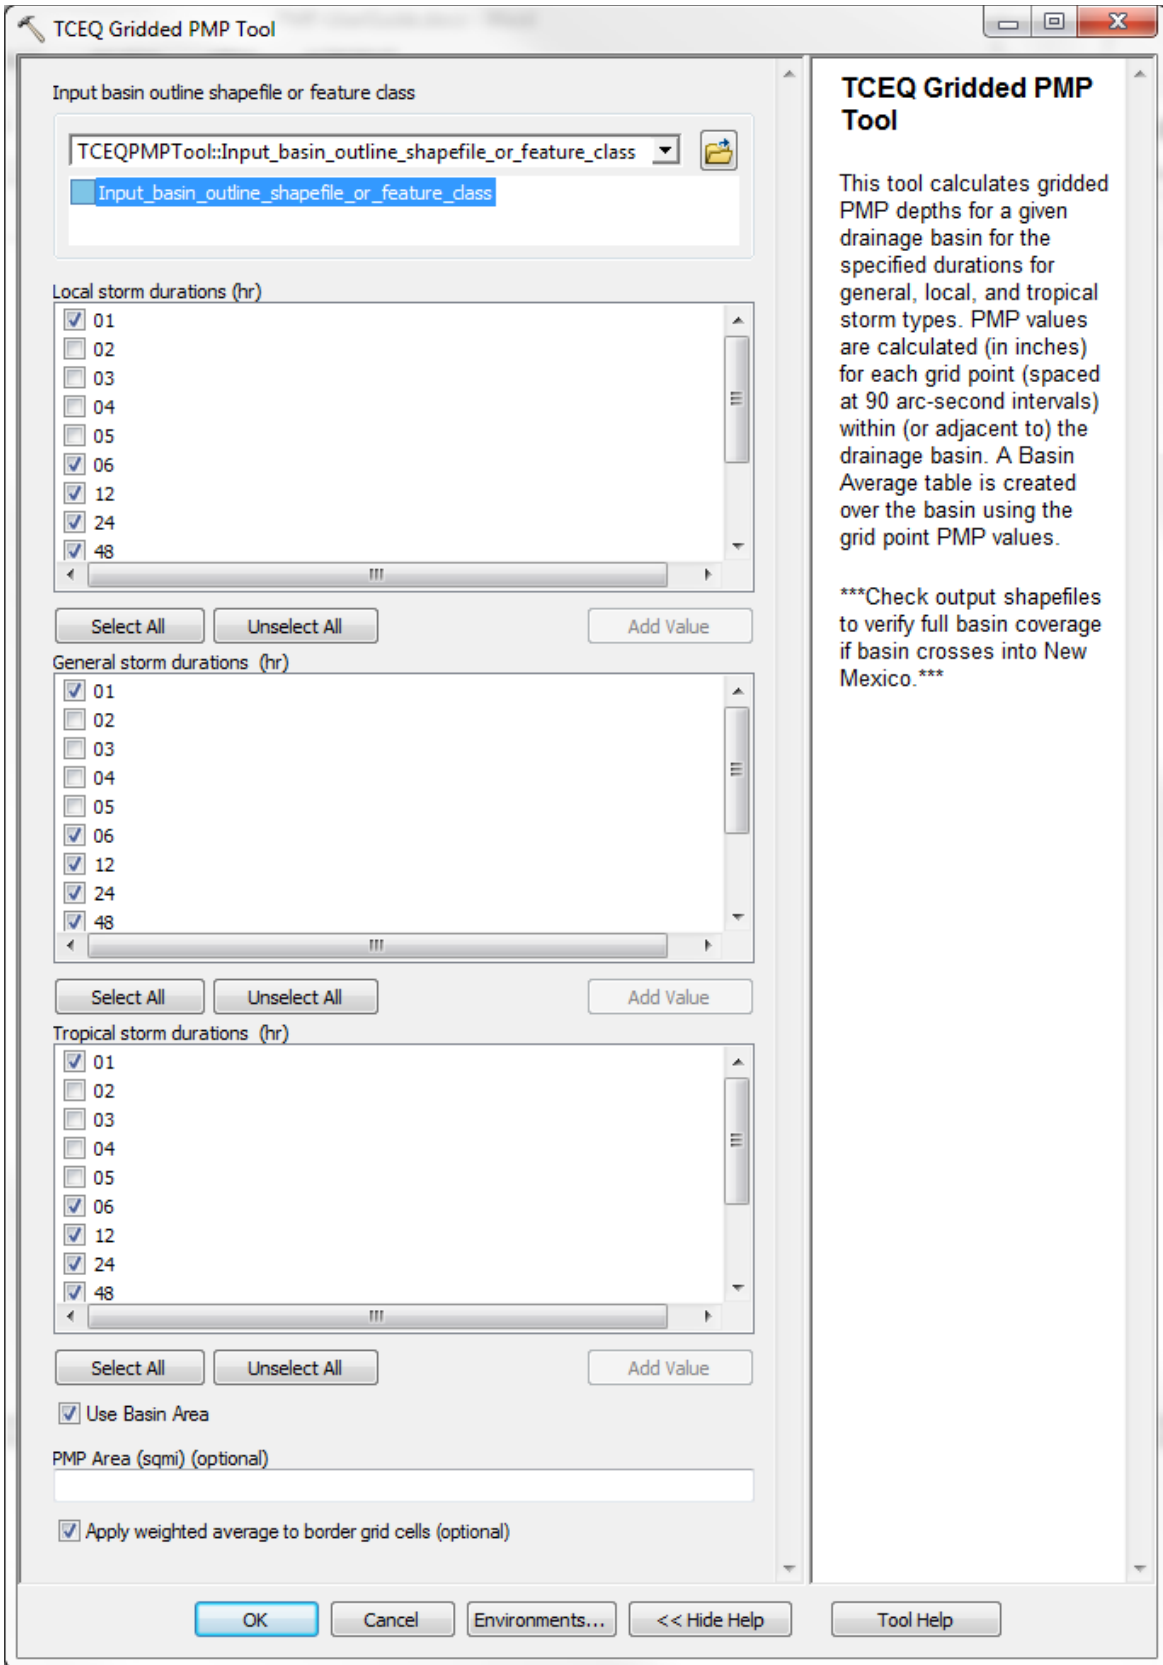 TCEQ Gridded PMP Tool
Input basin outline shapefile or feature class
TCEQPMPTool::Input_basin_outline_shapefile_or_feature_class
Input_basin_outline_shapefile_or_feature_class
Local storm durations (hr)
01
02
03
04
05
06
12
24
48
Select All
Unselect All
Add Value
General storm durations (hr)
01
02
03
04
05
06
12
24
48
Select All
Unselect All
Add Value
Tropical storm durations (hr)
01
02
03
04
05
06
12
24
48
Select All
Unselect All
Add Value
Use Basin Area
PMP Area (sqmi) (optional)
Apply weighted average to border grid cells (optional)
OK
Cancel
Environments...
<< Hide Help
TCEQ Gridded PMP
Tool
This tool calculates gridded
PMP depths for a given
drainage basin for the
specified durations for
general, local, and tropical
storm types. PMP values
are calculated (in inches)
for each grid point (spaced
at 90 arc-second intervals)
within (or adjacent to) the
drainage basin. A Basin
Average table is created
over the basin using the
grid point PMP values.
***Check output shapefiles
to verify full basin coverage
if basin crosses into New
Mexico.***
Tool Help